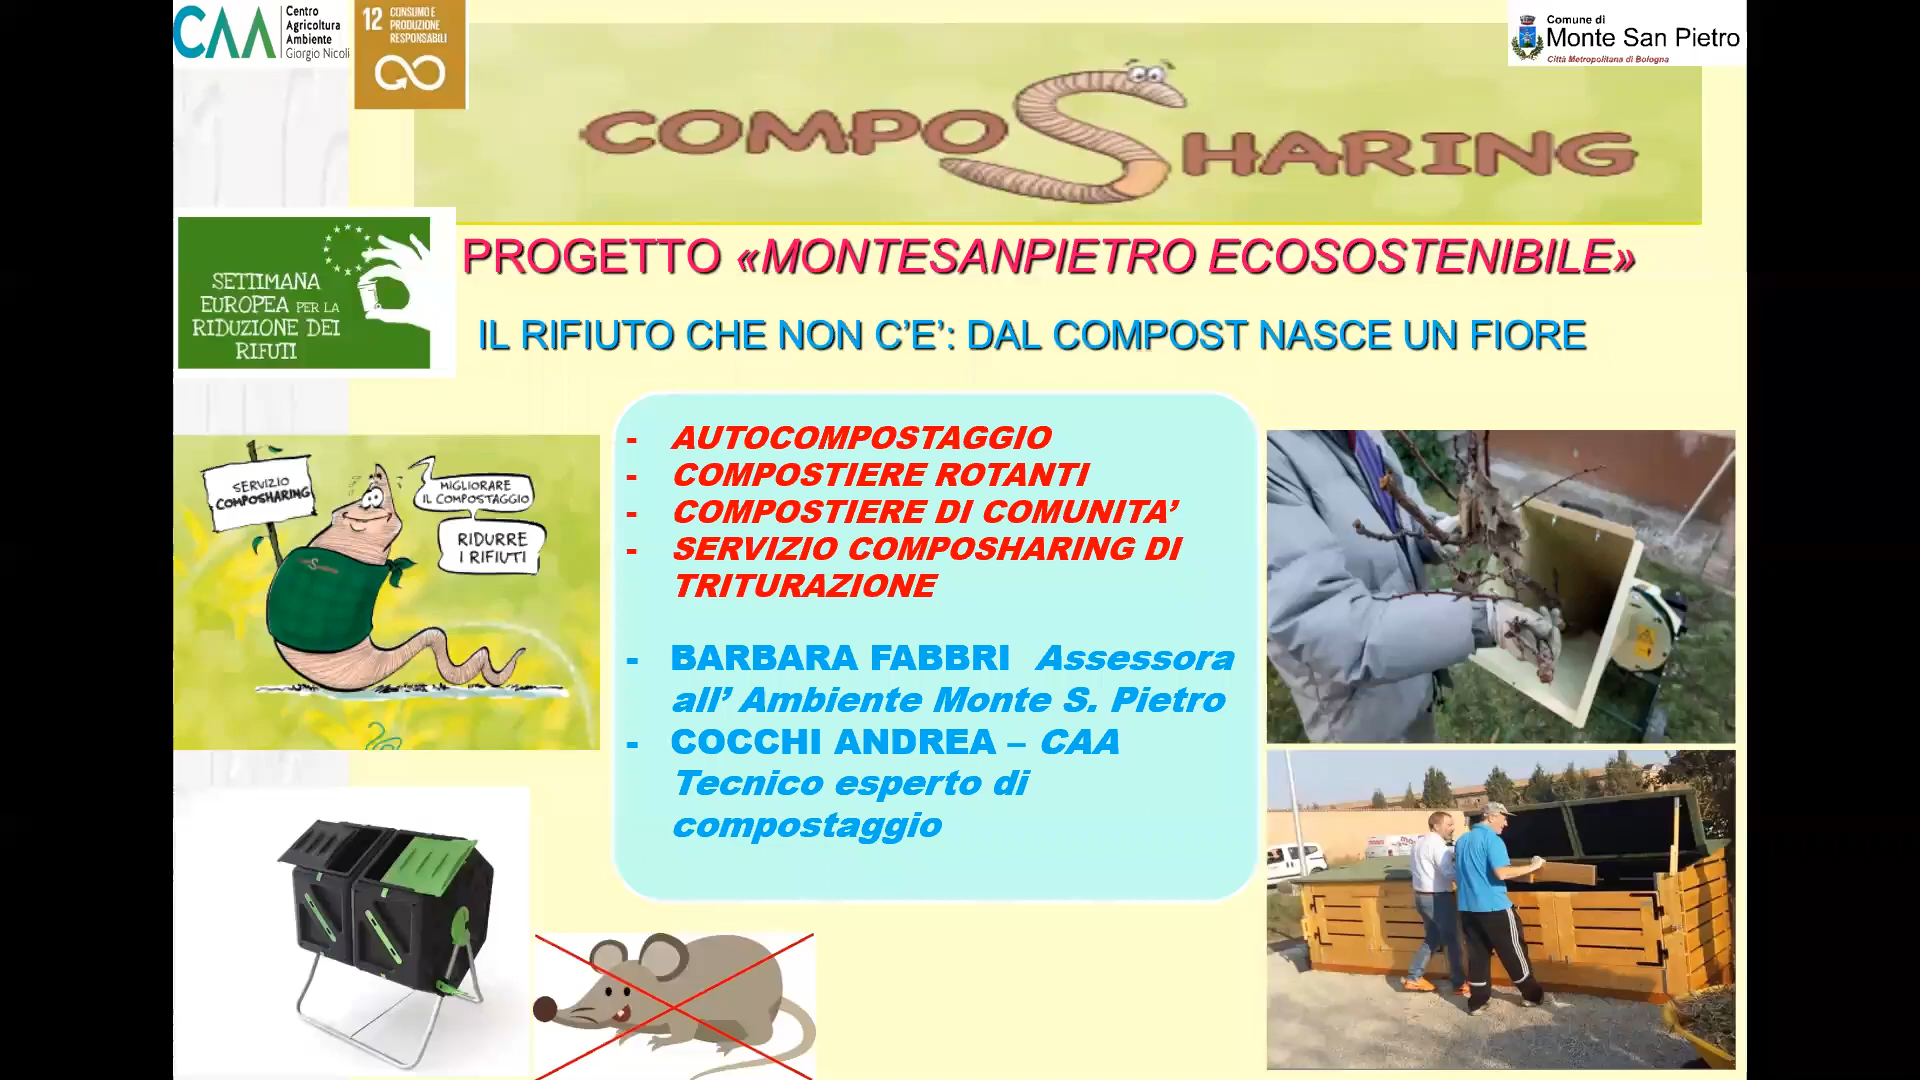 CAA
Centro
Agricoltura
Ambiente
Giorgio Nicoli
12 CONSUMO E
PRODUZIONE
RESPONSABILI
Comune di
Monte San Pietro
Città Metropolitana di Bologna
COMPOSHARING
SETTIMANA
EUROPEA PER LA
RIDUZIONE DEI
RIFIUTI
PROGETTO «MONTESANPIETRO ECOSOSTENIBILE»
IL RIFIUTO CHE NON C'E': DAL COMPOST NASCE UN FIORE
SERVIZIO
COMPOSHARING
MIGLIORARE
IL COMPOSTAGGIO
RIDURRE
I RIFIUTI
- AUTOCOMPOSTAGGIO
- COMPOSTIERE ROTANTI
- COMPOSTIERE DI COMUNITA'
- SERVIZIO COMPOSHARING DI
TRITURAZIONE
- BARBARA FABBRI Assessora
all' Ambiente Monte S. Pietro
- COCCHI ANDREA – CAA
Tecnico esperto di
compostaggio